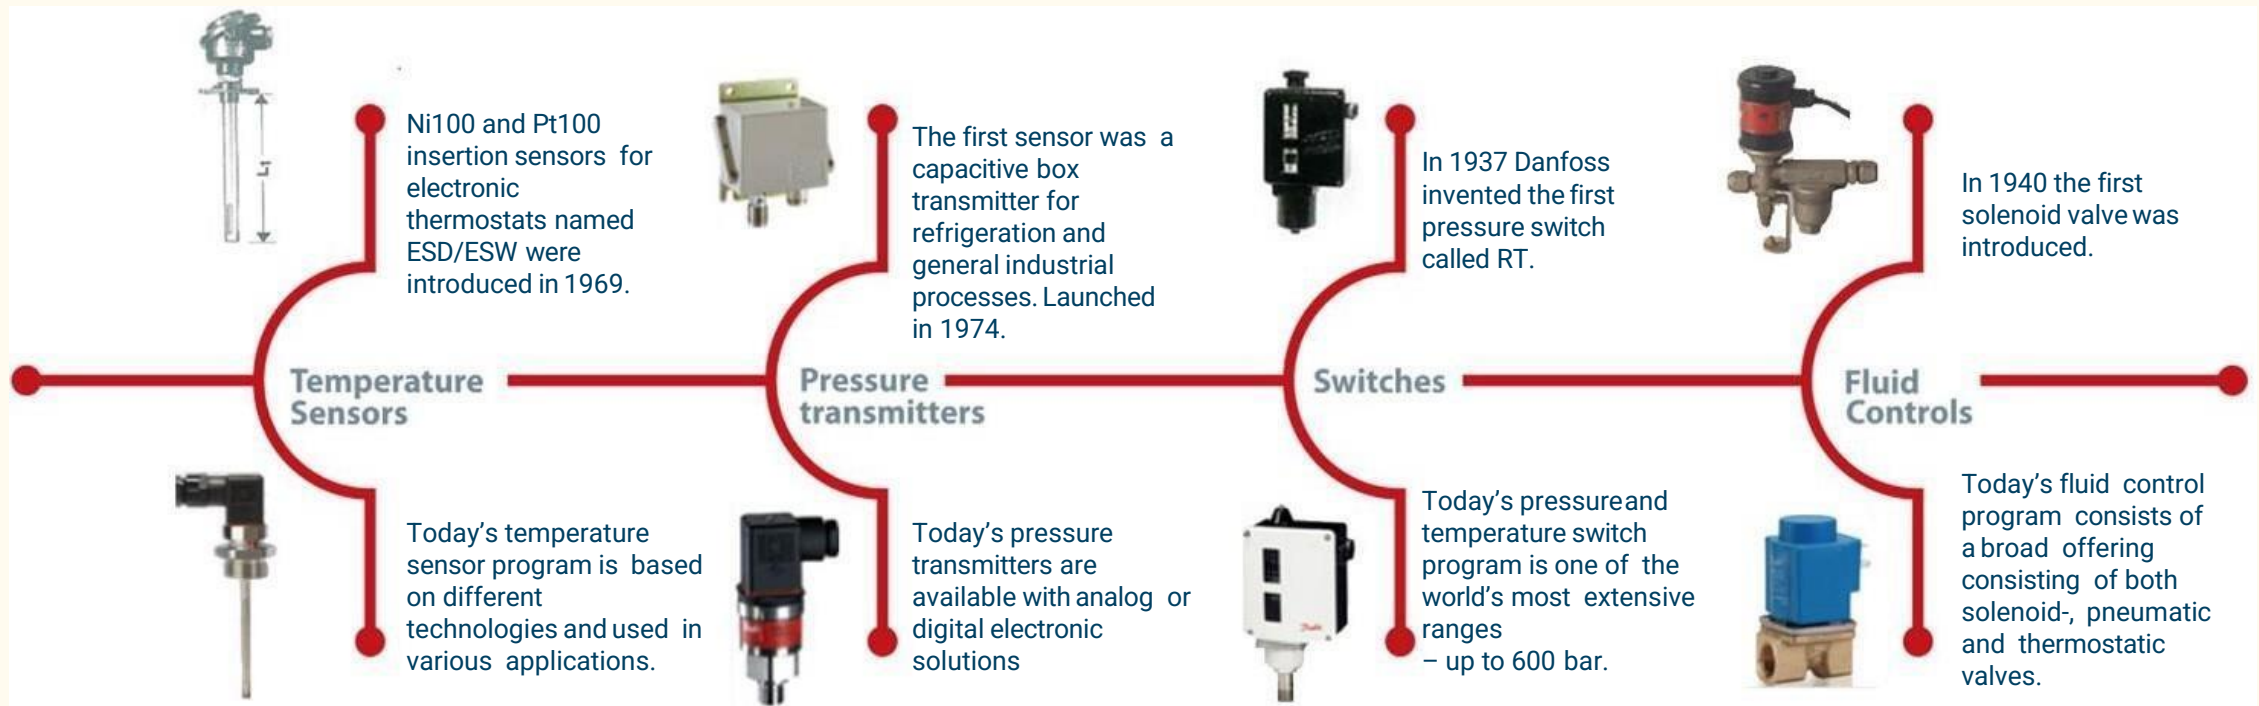 L1
Ni100 and Pt100
insertion sensors for
electronic
thermostats named
ESD/ESW were
introduced in 1969.
The first sensor was a
capacitive box
transmitter for
refrigeration and
general industrial
processes. Launched
in 1974.
In 1937 Danfoss
invented the first
pressure switch
called RT.
In 1940 the first
solenoid valve was
introduced.
Temperature
Sensors
Pressure
transmitters
Switches
Fluid
Controls
Today's temperature
sensor program is based
on different
technologies and used in
various applications.
Today's pressure
transmitters are
available with analog or
digital electronic
solutions
Today's pressure and
temperature switch
program is one of the
world's most extensive
ranges
– up to 600 bar.
Danfoss
Today's fluid control
program consists of
a broad offering
consisting of both
solenoid-, pneumatic
and thermostatic
valves.